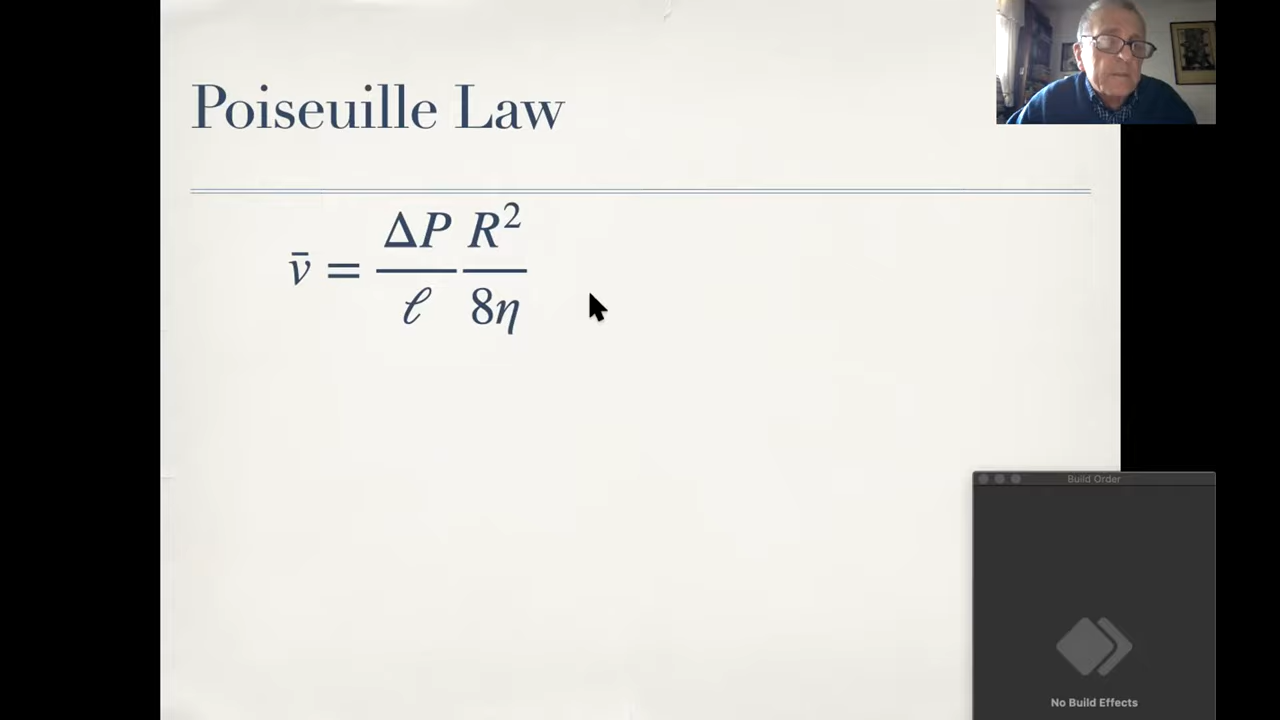 Poiseuille Law
v̄ = ΔP/ℓ R²/8η
Build Order
No Build Effects